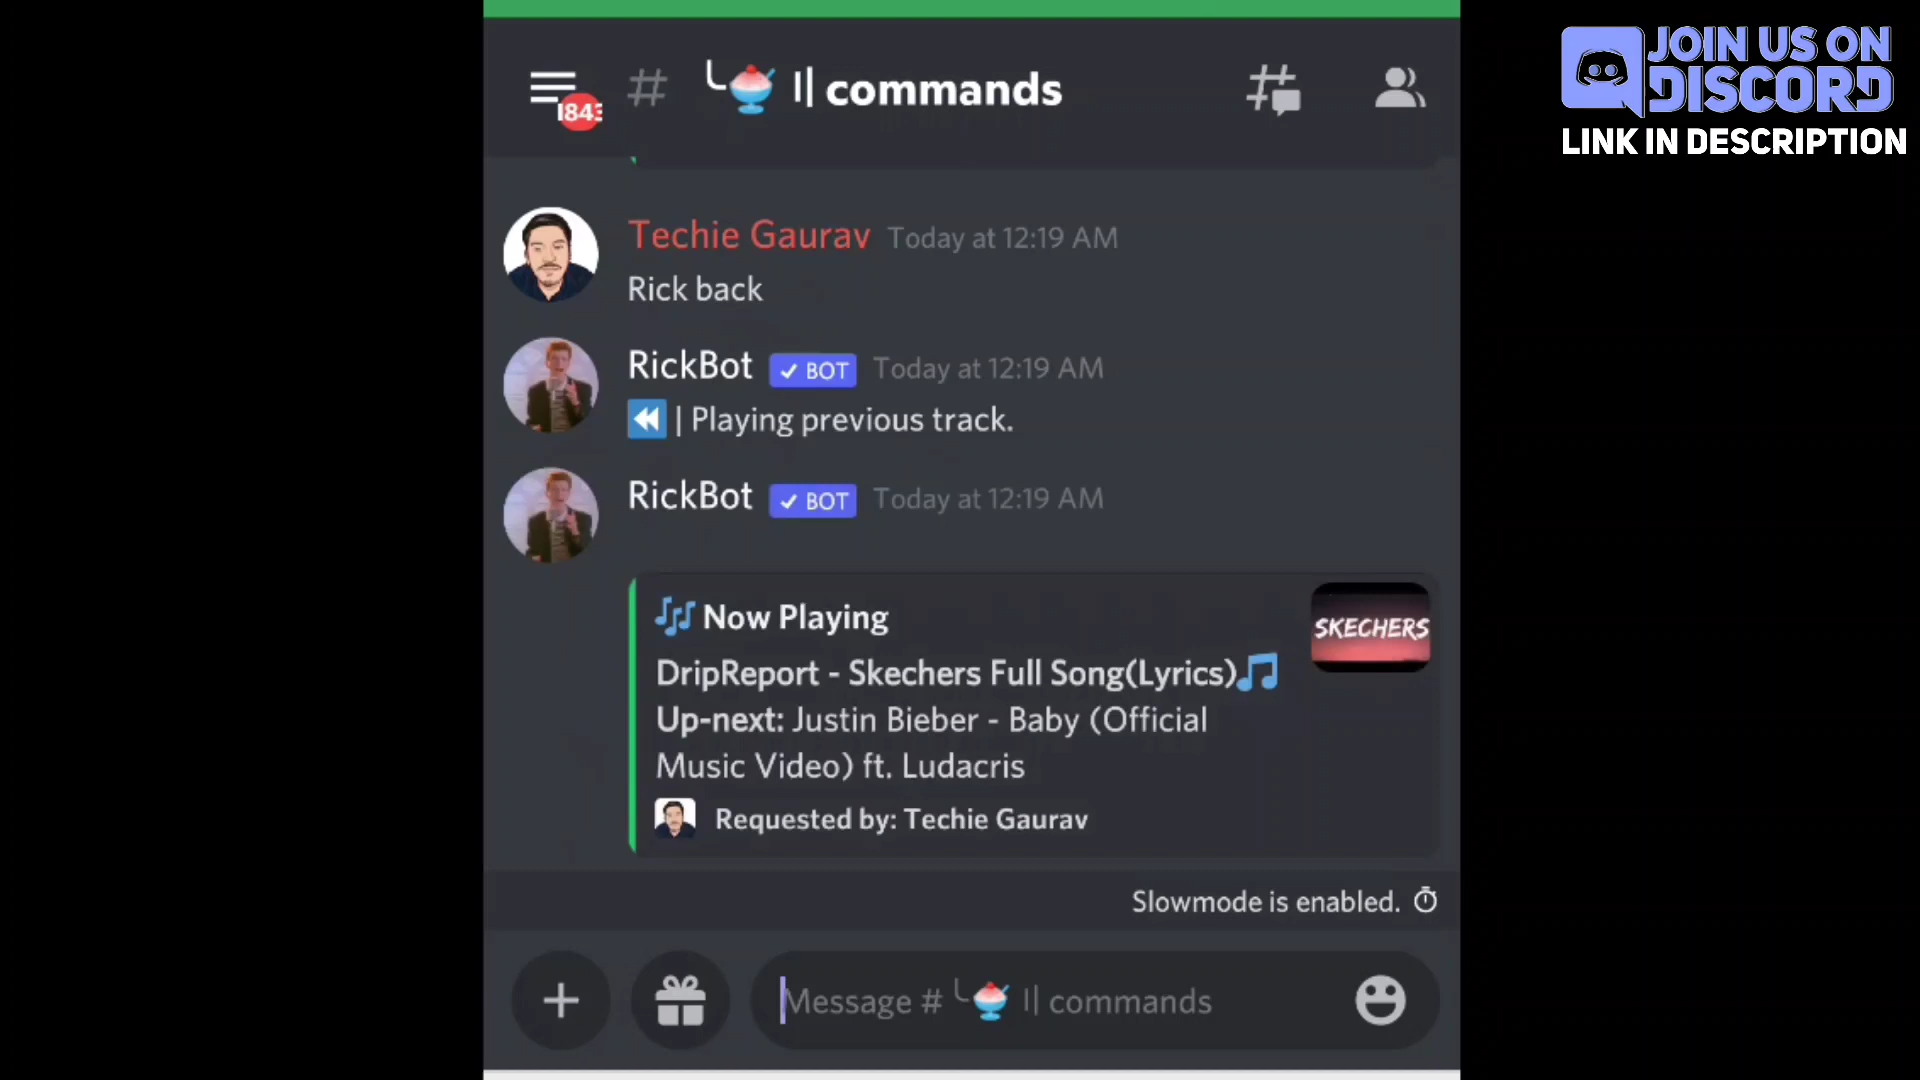 JOIN US ON
DISCORD
LINK IN DESCRIPTION
1843
# ╰🍧 〢commands
Techie Gaurav Today at 12:19 AM
Rick back
RickBot ✓ BOT Today at 12:19 AM
⏪ | Playing previous track.
RickBot ✓ BOT Today at 12:19 AM
🎶 Now Playing
SKECHERS
DripReport - Skechers Full Song(Lyrics)🎵
Up-next: Justin Bieber - Baby (Official
Music Video) ft. Ludacris
Requested by: Techie Gaurav
Slowmode is enabled.
Message # ╰🍧 〢commands